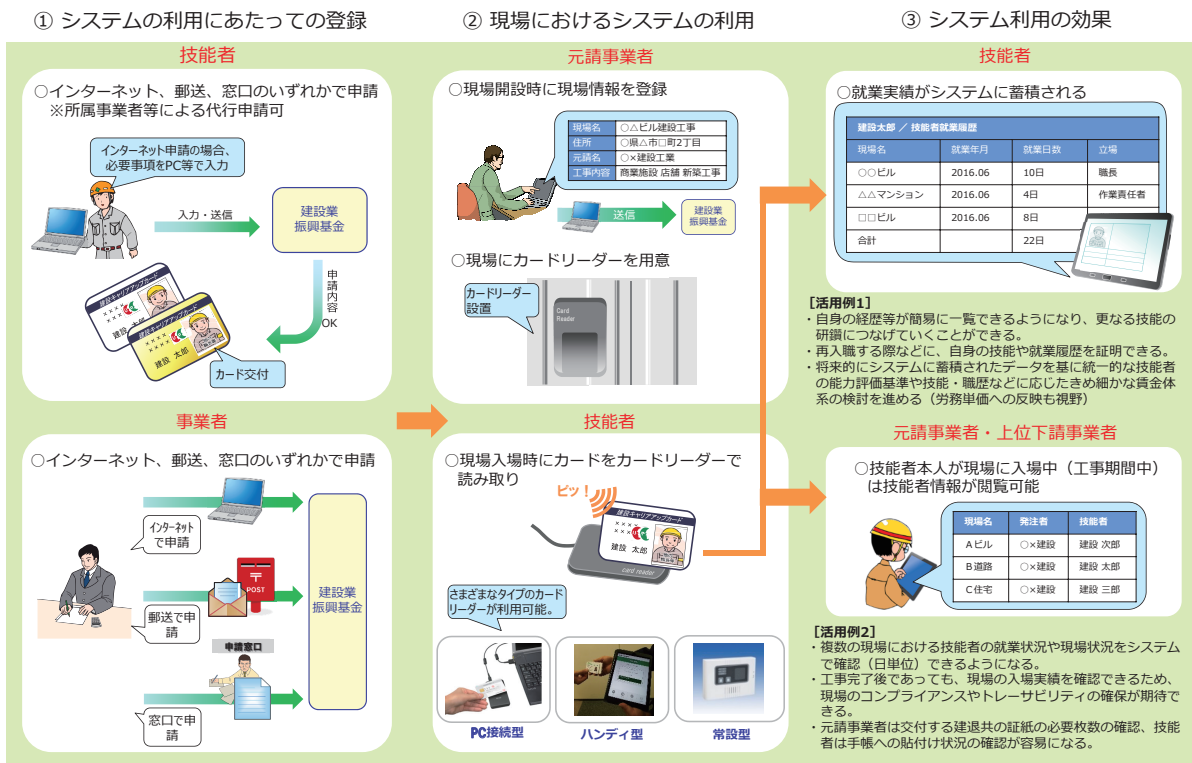 ① システムの利用にあたっての登録
技能者
○インターネット、郵送、窓口のいずれかで申請
※所属事業者等による代行申請可
インターネット申請の場合、
必要事項をPC等で入力
入力・送信
建設業
振興基金
申請内容
OK
建設キャリアアップカード
××××
××××
建設 太郎
建設キャリアアップカード
××××
××××
建設 太郎
カード交付
事業者
○インターネット、郵送、窓口のいずれかで申請
インターネット
で申請
POST
郵送で申
請
申請窓口
窓口で申
請
建設業
振興基金
② 現場におけるシステムの利用
元請事業者
○現場開設時に現場情報を登録
現場名 ○△ビル建設工事
住所 ○県△市□町2丁目
元請名 ○×建設工業
工事内容 商業施設 店舗 新築工事
送信
建設業
振興基金
○現場にカードリーダーを用意
カードリーダー
設置
Card
Reader
技能者
○現場入場時にカードをカードリーダーで
読み取り
ピッ！
建設キャリアアップカード
××××
××××
建設 太郎
card reader
さまざまなタイプのカード
リーダーが利用可能。
PC接続型
ハンディ型
常設型
③ システム利用の効果
技能者
○就業実績がシステムに蓄積される
建設太郎 ／ 技能者就業履歴
現場名 就業年月 就業日数 立場
○○ビル 2016.06 10日 職長
△△マンション 2016.06 4日 作業責任者
□□ビル 2016.06 8日
合計 22日
[活用例1]
・自身の経歴等が簡易に一覧できるようになり、更なる技能の
研鑽につなげていくことができる。
・再入職する際などに、自身の技能や就業履歴を証明できる。
・将来的にシステムに蓄積されたデータを基に統一的な技能者
の能力評価基準や技能・職歴などに応じたきめ細かな賃金体
系の検討を進める（労務単価への反映も視野）
元請事業者・上位下請事業者
○技能者本人が現場に入場中（工事期間中）
は技能者情報が閲覧可能
現場名 発注者 技能者
Aビル ○×建設 建設 次郎
B道路 ○×建設 建設 太郎
C住宅 ○×建設 建設 三郎
[活用例2]
・複数の現場における技能者の就業状況や現場状況をシステム
で確認（日単位）できるようになる。
・工事完了後であっても、現場の入場実績を確認できるため、
現場のコンプライアンスやトレーサビリティの確保が期待で
きる。
・元請事業者は交付する建退共の証紙の必要枚数の確認、技能
者は手帳への貼付け状況の確認が容易になる。